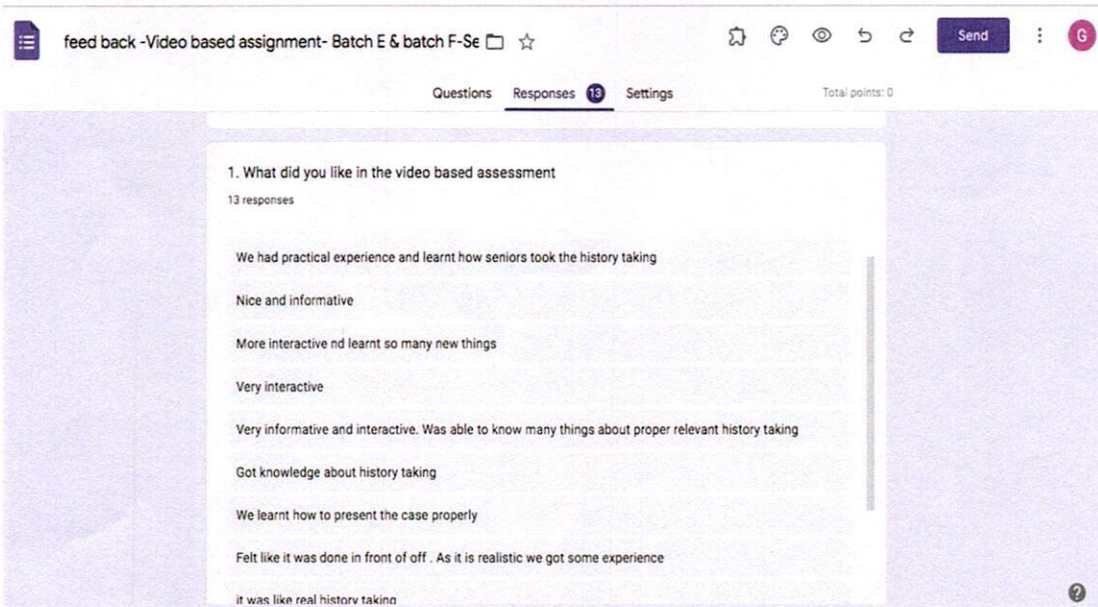 feed back -Video based assignment- Batch E & batch F-Se
Send
G
Questions Responses 13 Settings
Total points: 0
1. What did you like in the video based assessment
13 responses
We had practical experience and learnt how seniors took the history taking
Nice and informative
More interactive nd learnt so many new things
Very interactive
Very informative and interactive. Was able to know many things about proper relevant history taking
Got knowledge about history taking
We learnt how to present the case properly
Felt like it was done in front of off . As it is realistic we got some experience
it was like real history taking